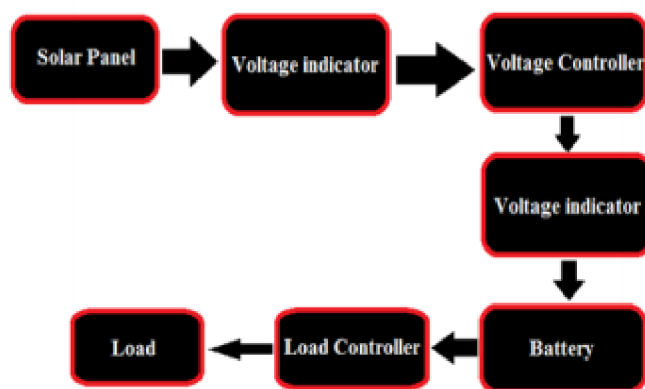 Solar Panel
Voltage indicator
Voltage Controller
Voltage indicator
Battery
Load Controller
Load